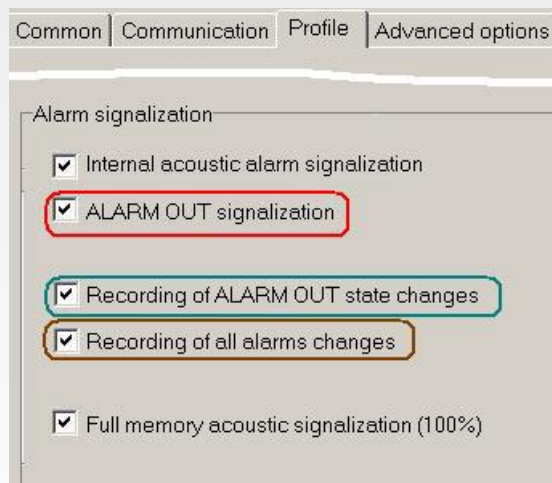 Common Communication Profile Advanced options
Alarm signalization
Internal acoustic alarm signalization
ALARM OUT signalization
Recording of ALARM OUT state changes
Recording of all alarms changes
Full memory acoustic signalization (100%)